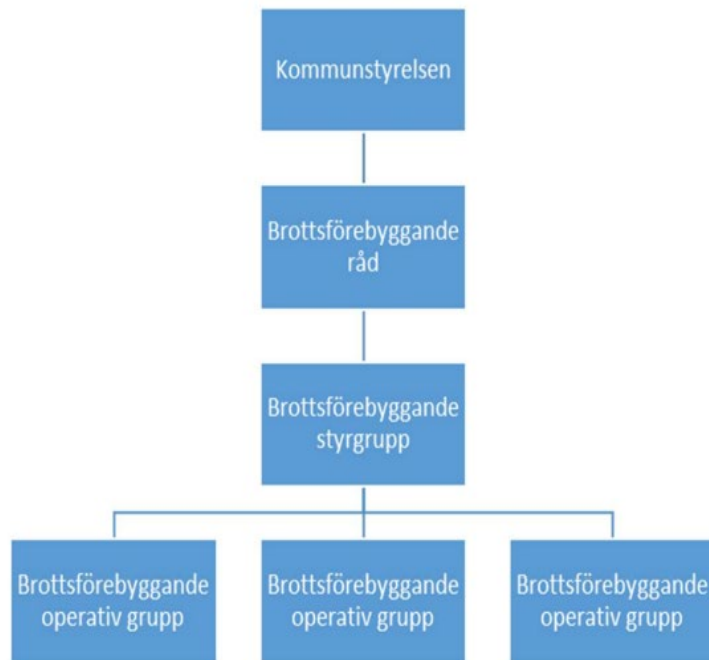 Kommunstyrelsen
Brottsförebyggande
råd
Brottsförebyggande
styrgrupp
Brottsförebyggande
operativ grupp
Brottsförebyggande
operativ grupp
Brottsförebyggande
operativ grupp